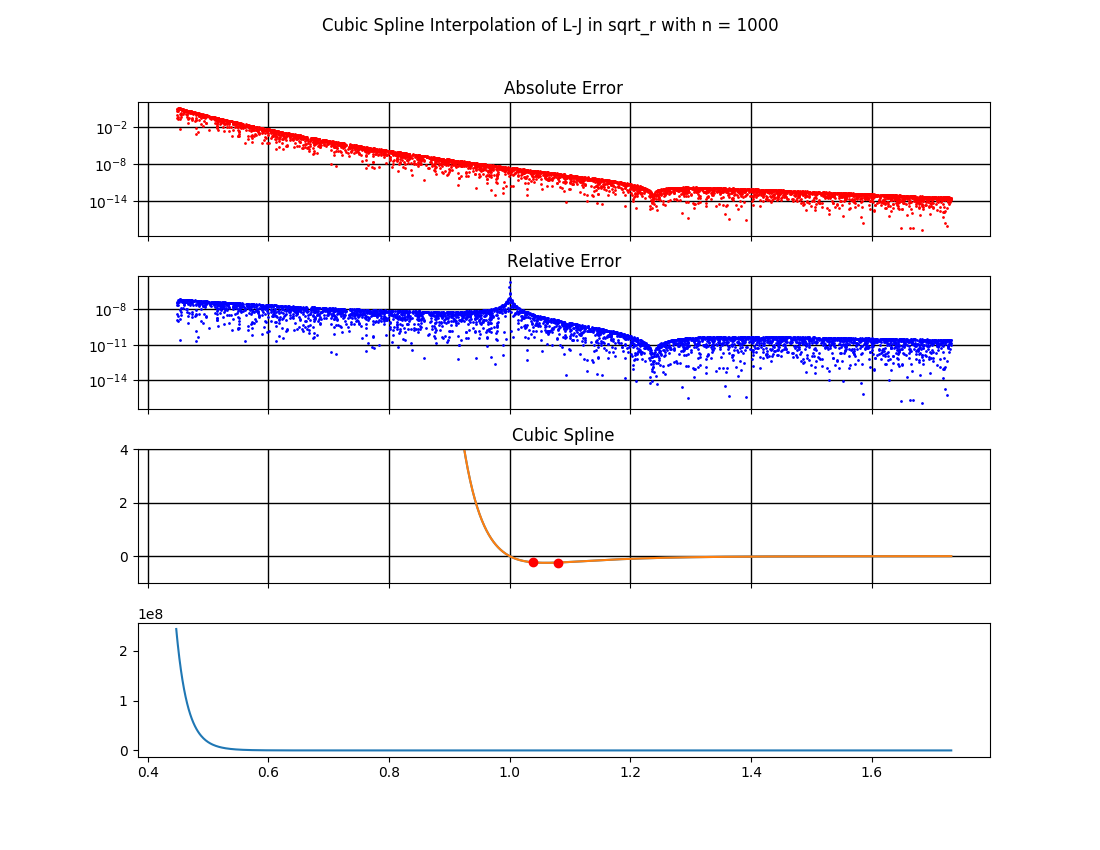 Cubic Spline Interpolation of L-J in sqrt_r with n = 1000
Absolute Error
10⁻²
10⁻⁸
10⁻¹⁴
Relative Error
10⁻⁸
10⁻¹¹
10⁻¹⁴
Cubic Spline
4
2
0
1e8
2
1
0
0.4 0.6 0.8 1.0 1.2 1.4 1.6